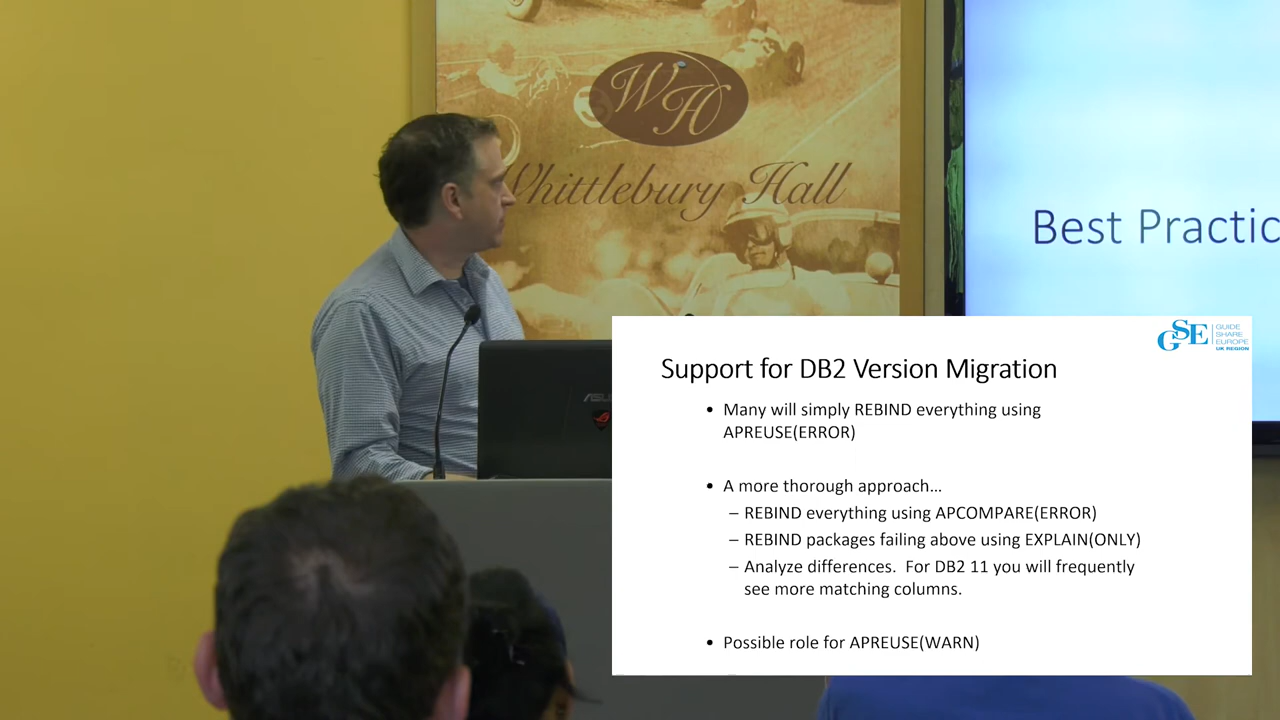 WH
Whittlebury Hall
Best Practic
GSE
GUIDE
SHARE
EUROPE
UK REGION
Support for DB2 Version Migration
• Many will simply REBIND everything using
APREUSE(ERROR)
• A more thorough approach…
– REBIND everything using APCOMPARE(ERROR)
– REBIND packages failing above using EXPLAIN(ONLY)
– Analyze differences. For DB2 11 you will frequently
see more matching columns.
• Possible role for APREUSE(WARN)